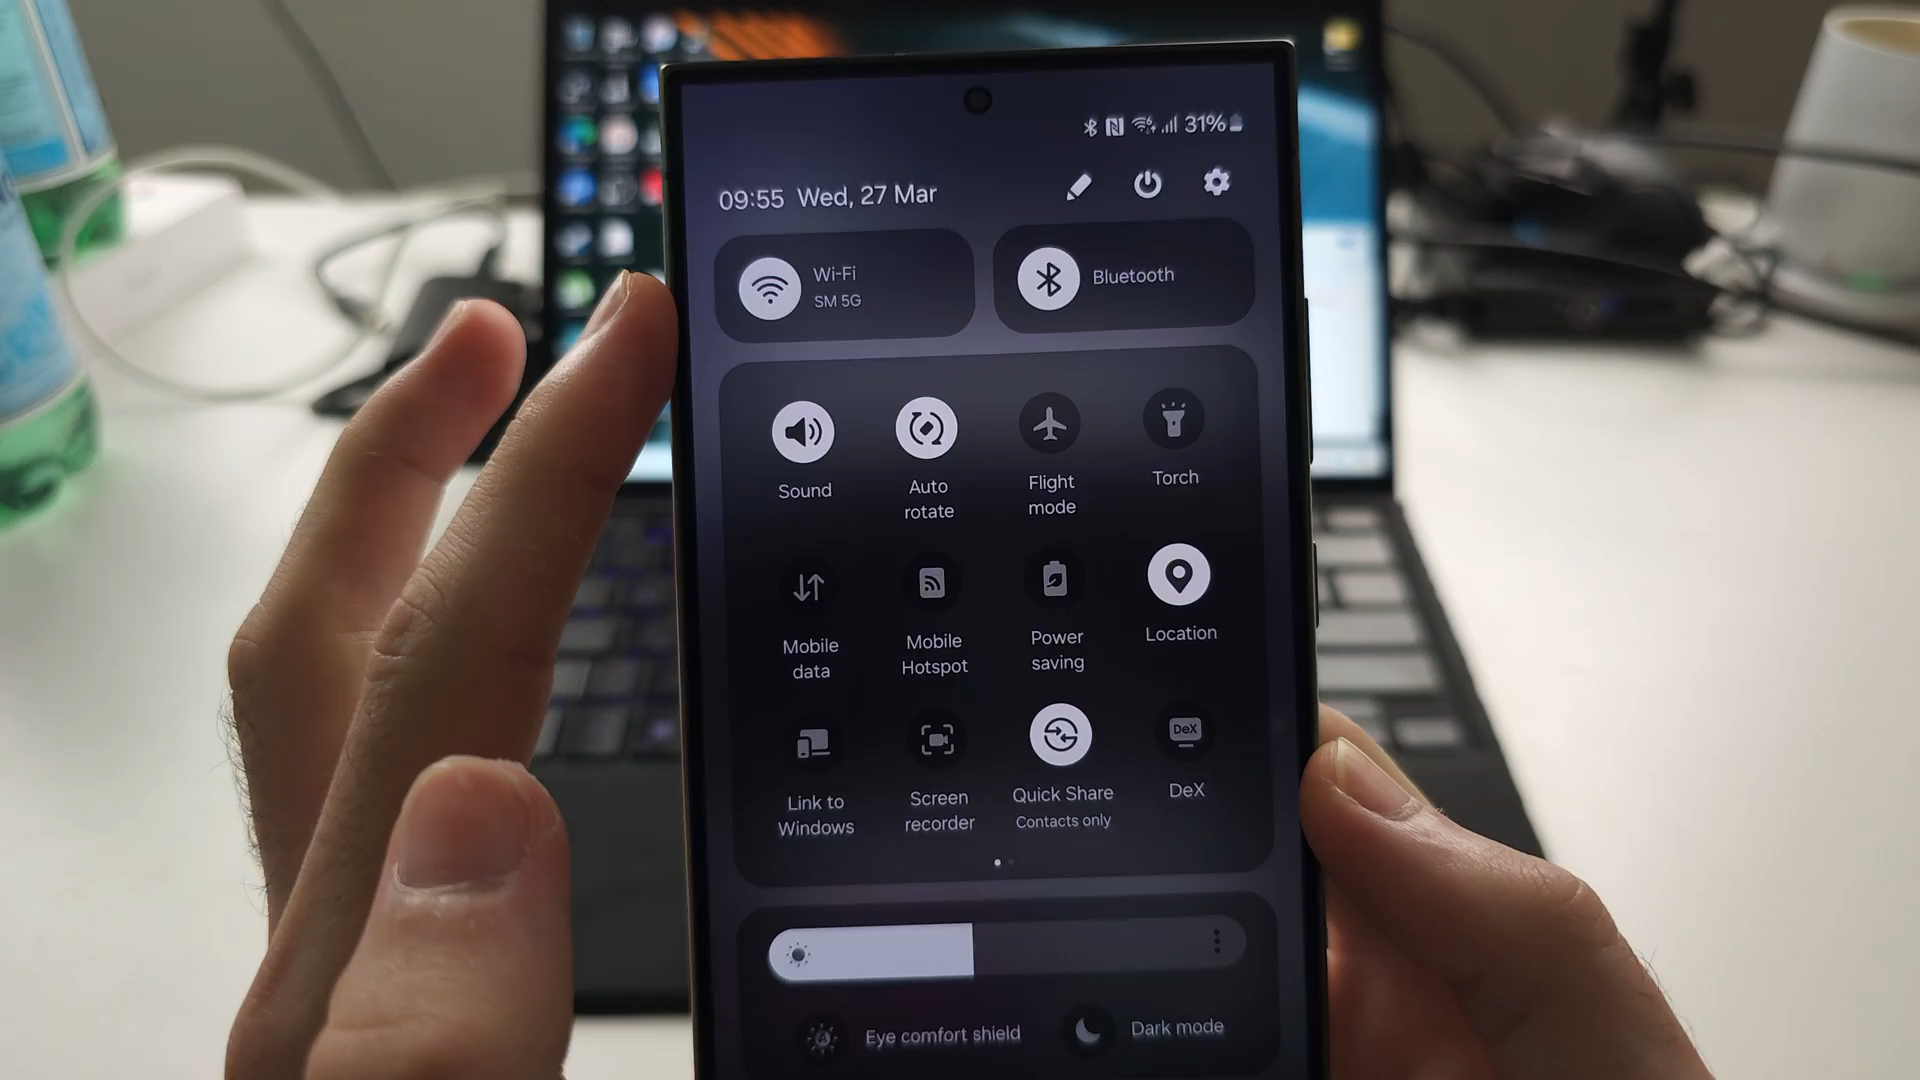 31%
09:55 Wed, 27 Mar
Wi-Fi
SM 5G
Bluetooth
Sound
Auto
rotate
Flight
mode
Torch
Mobile
data
Mobile
Hotspot
Power
saving
Location
Link to
Windows
Screen
recorder
Quick Share
Contacts only
DeX
DeX
Eye comfort shield
Dark mode